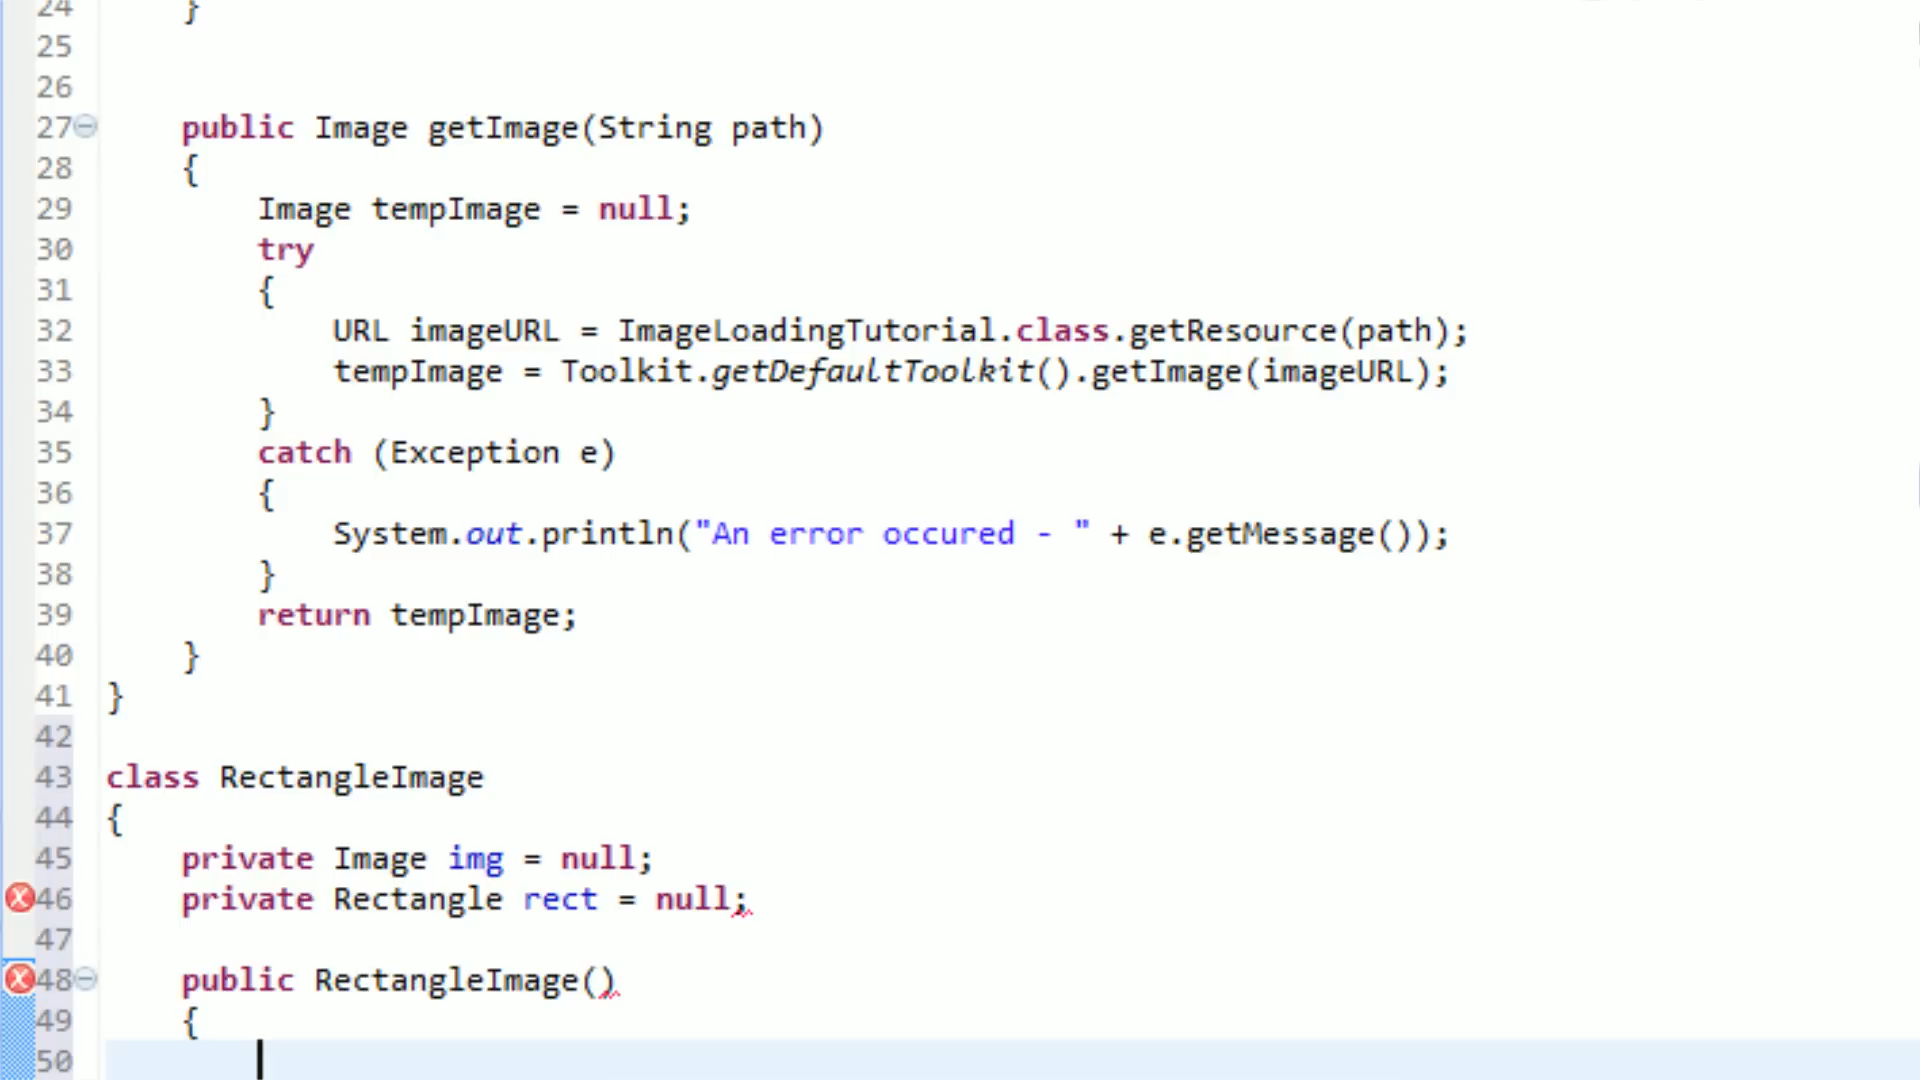 24 }
25
26
27 public Image getImage(String path)
28 {
29 Image tempImage = null;
30 try
31 {
32 URL imageURL = ImageLoadingTutorial.class.getResource(path);
33 tempImage = Toolkit.getDefaultToolkit().getImage(imageURL);
34 }
35 catch (Exception e)
36 {
37 System.out.println("An error occured - " + e.getMessage());
38 }
39 return tempImage;
40 }
41 }
42
43 class RectangleImage
44 {
45 private Image img = null;
46 private Rectangle rect = null;
47
48 public RectangleImage()
49 {
50